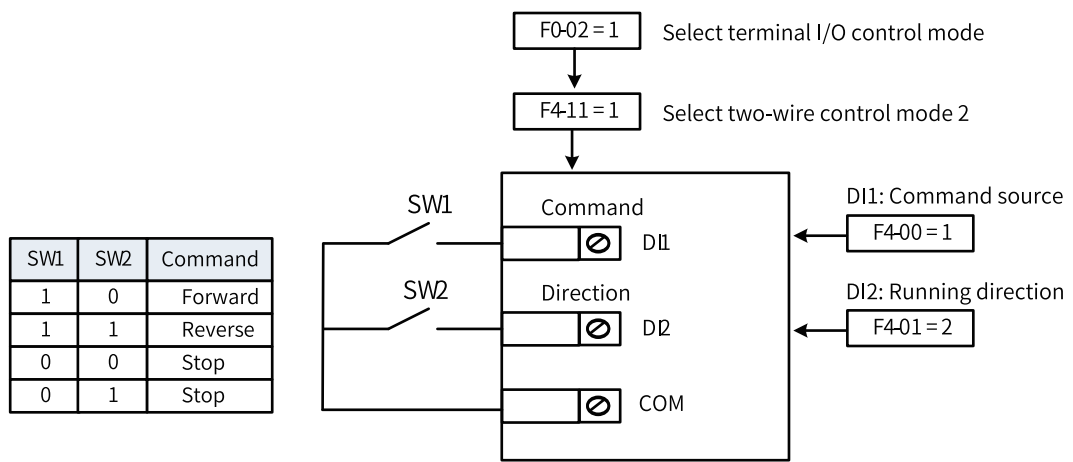 F0-02 = 1 Select terminal I/O control mode
F4-11 = 1 Select two-wire control mode 2
SW1 SW2 Command
1 0 Forward
1 1 Reverse
0 0 Stop
0 1 Stop
SW1
SW2
Command
DI1
Direction
DI2
COM
DI1: Command source
F4-00 = 1
DI2: Running direction
F4-01 = 2